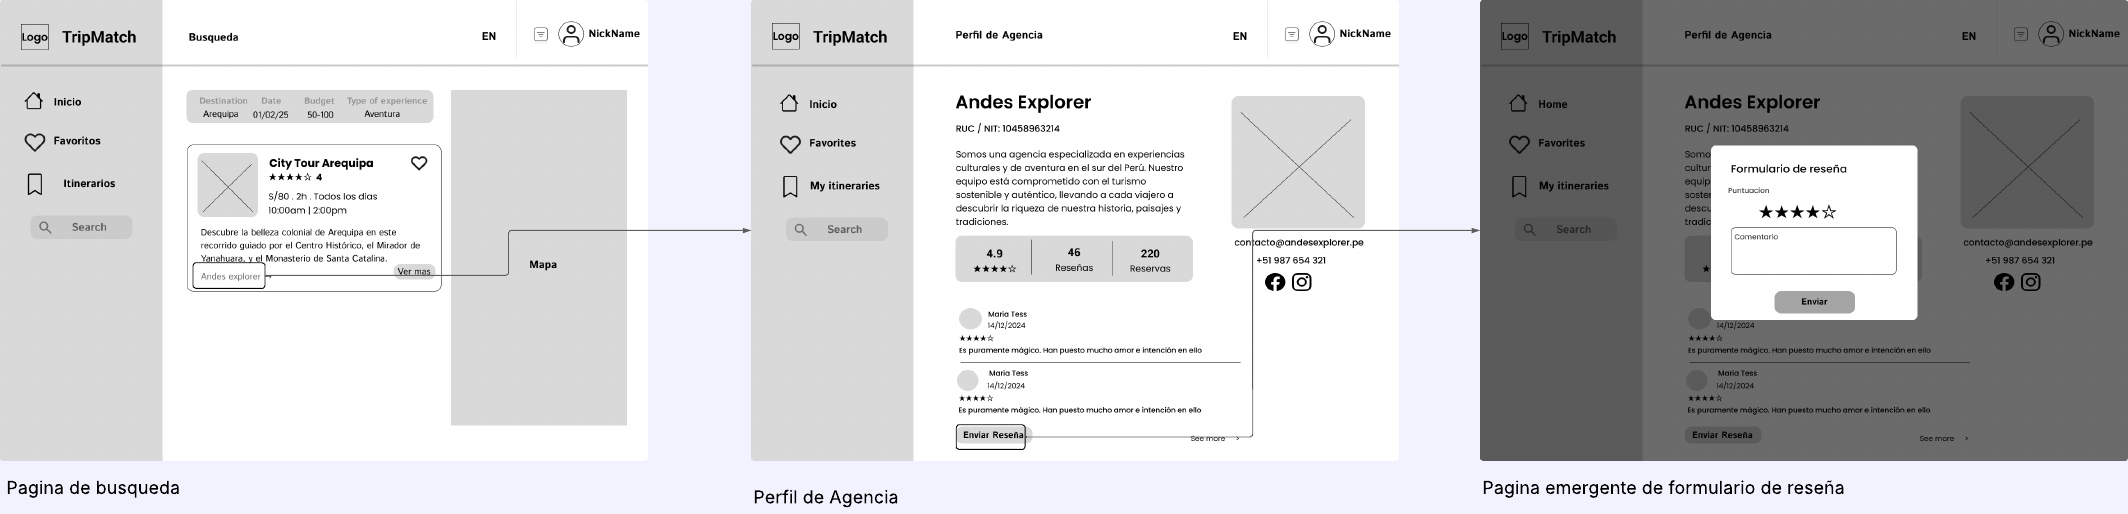 Logo TripMatch
Busqueda
EN
NickName
Inicio
Favoritos
Itinerarios
Search
Destination Date Budget Type of experience
Arequipa 01/02/25 50-100 Aventura
City Tour Arequipa
★★★★☆ 4
S/80 . 2h . Todos los dias
10:00am | 2:00pm
Descubre la belleza colonial de Arequipa en este
recorrido guiado por el Centro Histórico, el Mirador de
Yanahuara, y el Monasterio de Santa Catalina.
Andes explorer
Ver mas
Mapa
Pagina de busqueda
Logo TripMatch
Perfil de Agencia
EN
NickName
Inicio
Favorites
My itineraries
Search
Andes Explorer
RUC / NIT: 10458963214
Somos una agencia especializada en experiencias
culturales y de aventura en el sur del Perú. Nuestro
equipo está comprometido con el turismo
sostenible y auténtico, llevando a cada viajero a
descubrir la riqueza de nuestra historia, paisajes y
tradiciones.
4.9 46 220
★★★★☆ Reseñas Reservas
contacto@andesexplorer.pe
+51 987 654 321
Maria Tess
14/12/2024
★★★★☆
Es puramente mágico. Han puesto mucho amor e intención en ello
Maria Tess
14/12/2024
★★★★☆
Es puramente mágico. Han puesto mucho amor e intención en ello
Enviar Reseña
See more >
Perfil de Agencia
Logo TripMatch
Perfil de Agencia
EN
NickName
Home
Favorites
My itineraries
Search
Andes Explorer
RUC / NIT: 10458963214
Somo
cultur
equip
soste
descu
tradic
Formulario de reseña
Puntuacion
★★★★☆
Comentario
Enviar
contacto@andesexplorer.pe
+51 987 654 321
14/12/2024
★★★★☆
Es puramente mágico. Han puesto mucho amor e intención en ello
Maria Tess
14/12/2024
★★★★☆
Es puramente mágico. Han puesto mucho amor e intención en ello
Enviar Reseña
See more >
Pagina emergente de formulario de reseña